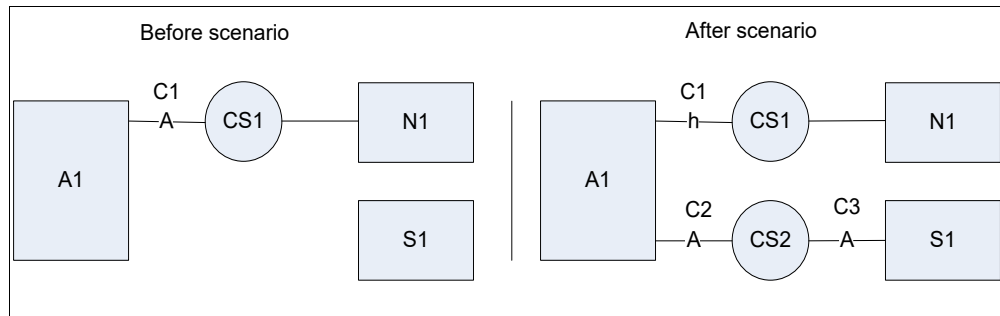 Before scenario
After scenario
C1
A
CS1
N1
A1
S1
C1
h
CS1
N1
A1
C2
A
CS2
C3
A
S1